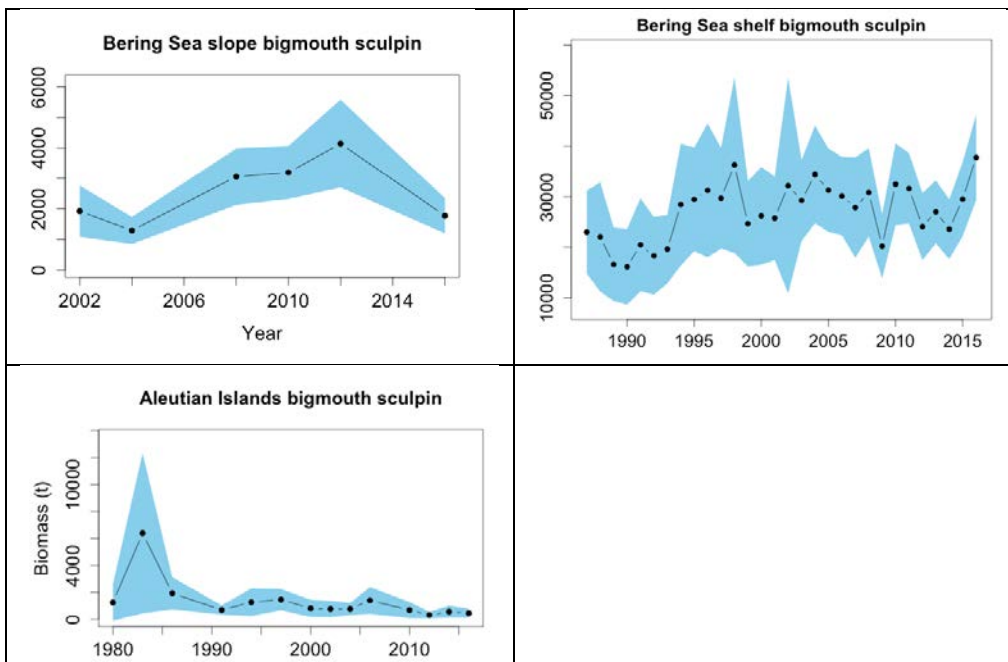 Bering Sea slope bigmouth sculpin
6000
4000
2000
0
2002 2006 2010 2014
Year
Bering Sea shelf bigmouth sculpin
50000
30000
10000
1990 1995 2000 2005 2010 2015
Aleutian Islands bigmouth sculpin
Biomass (t)
10000
4000
0
1980 1990 2000 2010